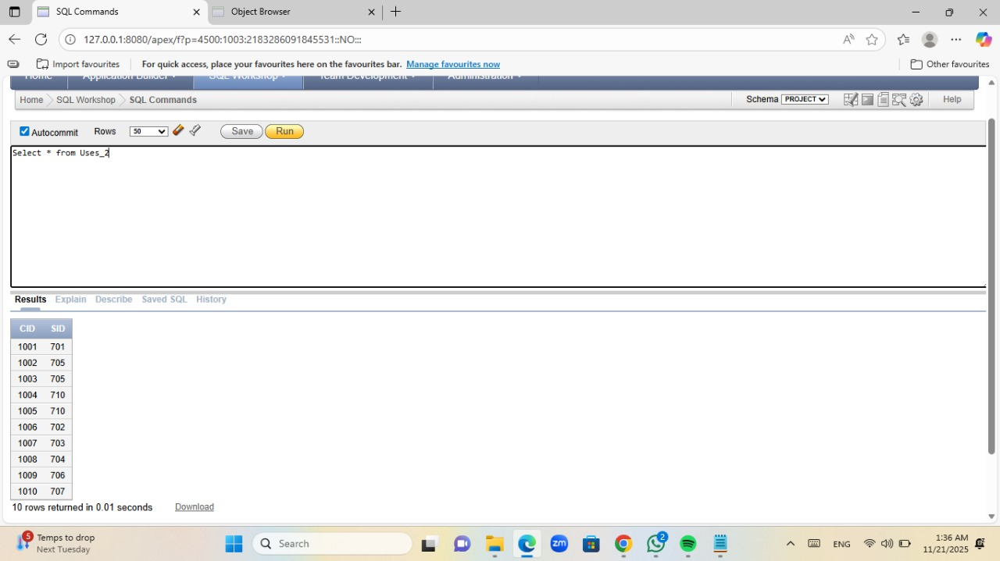 SQL Commands
Object Browser
127.0.0.1:8080/apex/f?p=4500:1003:2183286091845531::NO:::
Import favourites
For quick access, place your favourites here on the favourites bar. Manage favourites now
Other favourites
Home Application Builder SQL Workshop Team Development Administration
Home SQL Workshop SQL Commands
Schema PROJECT Help
Autocommit Rows 50 Save Run
Select * from Uses_2
Results Explain Describe Saved SQL History
CID SID
1001 701
1002 705
1003 705
1004 710
1005 710
1006 702
1007 703
1008 704
1009 706
1010 707
10 rows returned in 0.01 seconds Download
5
Temps to drop
Next Tuesday
Search
zm
2
ENG
1:36 AM
11/21/2025